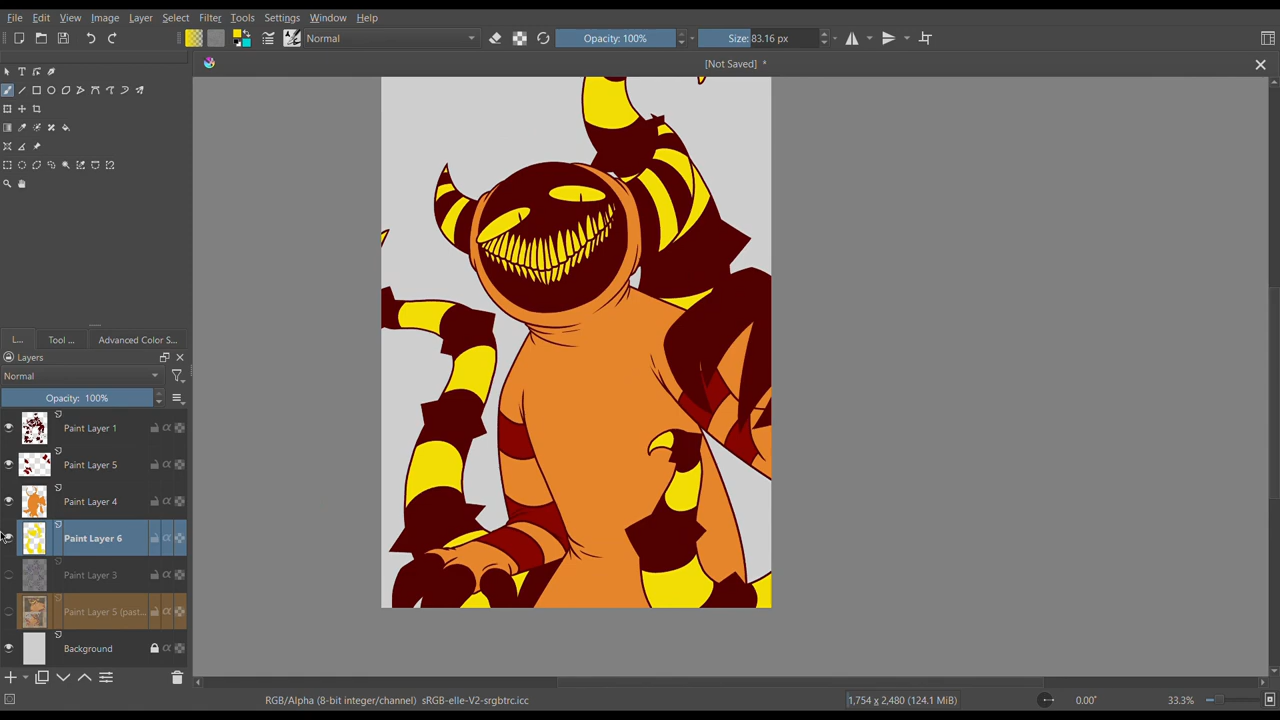 File Edit View Image Layer Select Filter Tools Settings Window Help
Normal Opacity: 100% Size: 83.16 px
[Not Saved] *
L... Tool ... Advanced Color S...
Layers
Normal
Opacity: 100%
Paint Layer 1
Paint Layer 5
Paint Layer 4
Paint Layer 6
Paint Layer 3
Paint Layer 5 (past...
Background
RGB/Alpha (8-bit integer/channel) sRGB-elle-V2-srgbtrc.icc 1,754 x 2,480 (124.1 MiB) 0.00° 33.3%